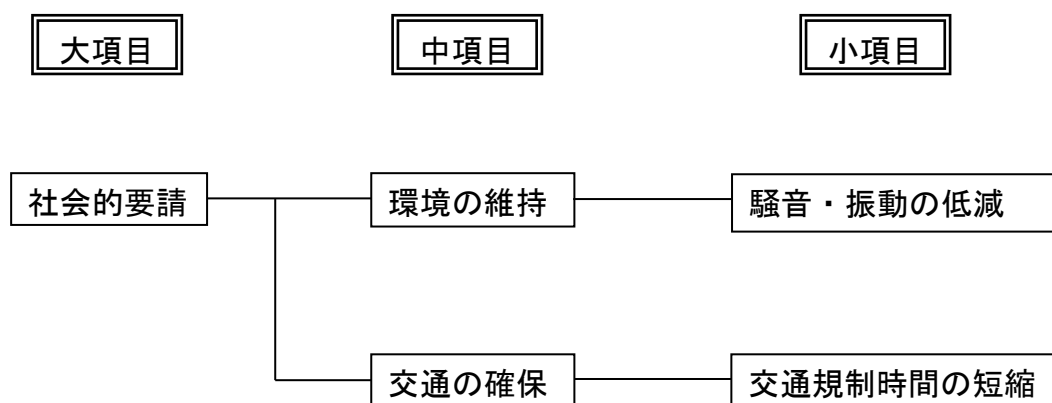 大項目
中項目
小項目
社会的要請
環境の維持
騒音・振動の低減
交通の確保
交通規制時間の短縮